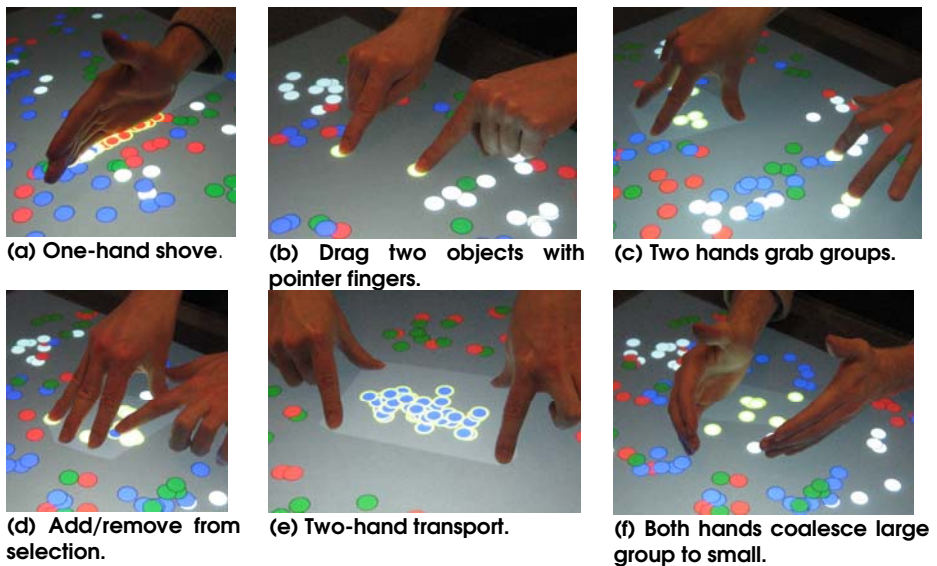 (a) One-hand shove.
(b) Drag two objects with
pointer fingers.
(c) Two hands grab groups.
(d) Add/remove from
selection.
(e) Two-hand transport.
(f) Both hands coalesce large
group to small.